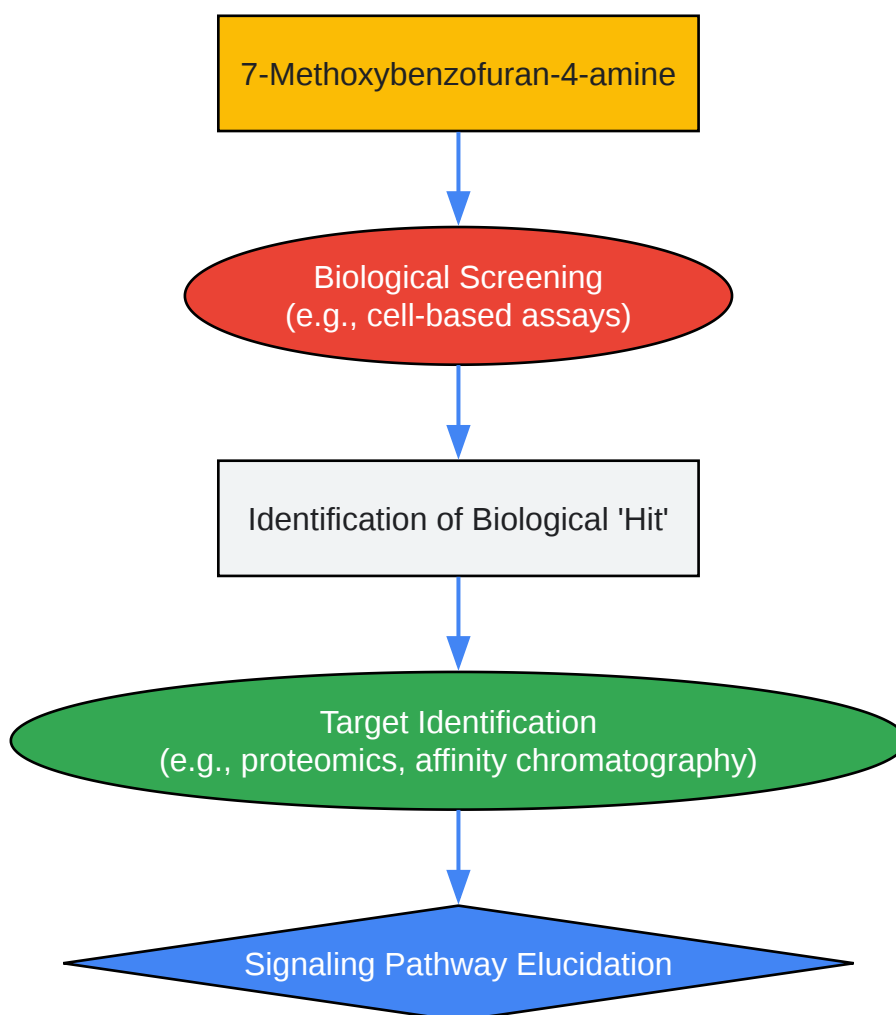 7-Methoxybenzofuran-4-amine
Biological Screening
(e.g., cell-based assays)
Identification of Biological 'Hit'
Target Identification
(e.g., proteomics, affinity chromatography)
Signaling Pathway Elucidation